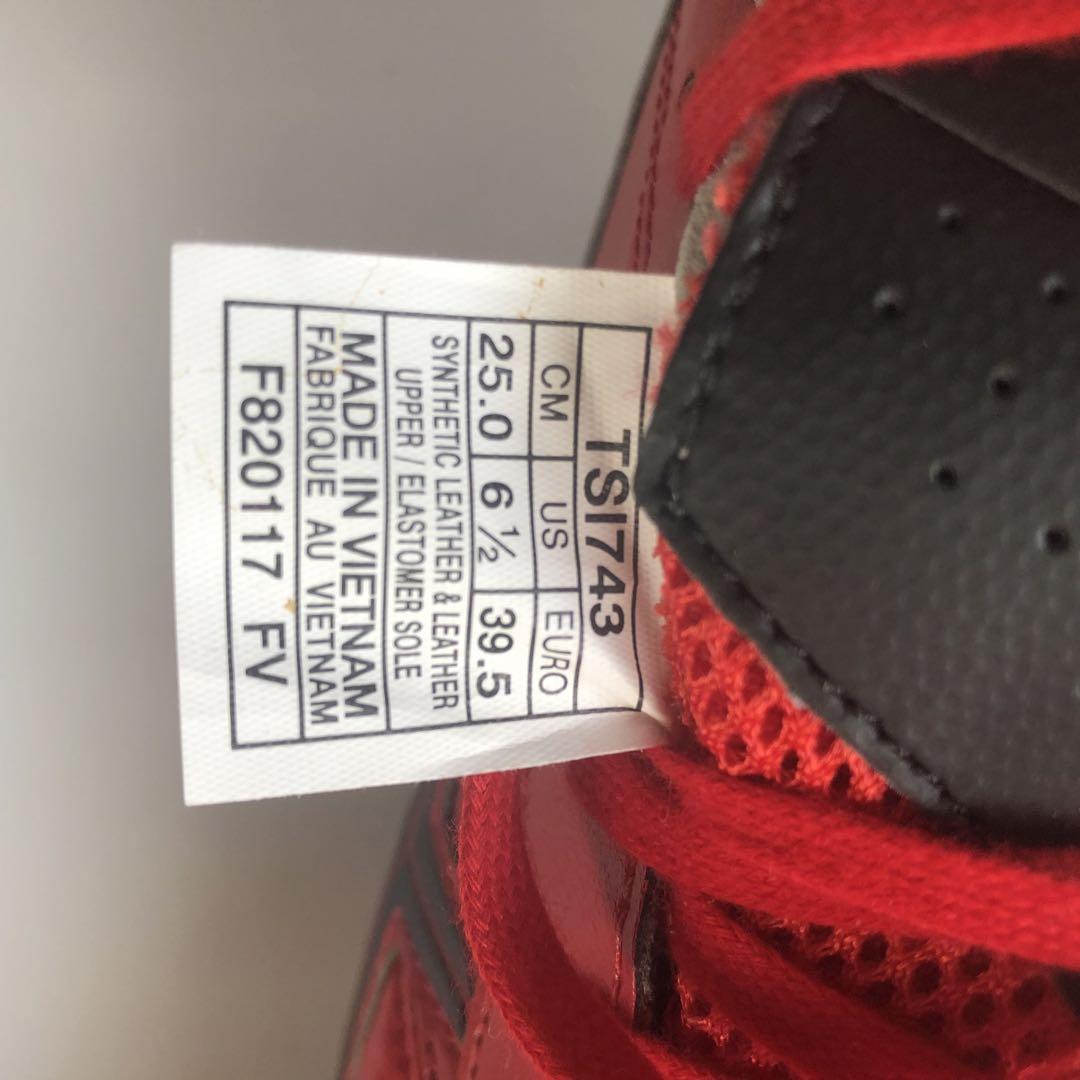 TSI743
CM US EURO
25.0 6 ½ 39.5
SYNTHETIC LEATHER & LEATHER
UPPER / ELASTOMER SOLE
MADE IN VIETNAM
FABRIQUE AU VIETNAM
F820117 FV